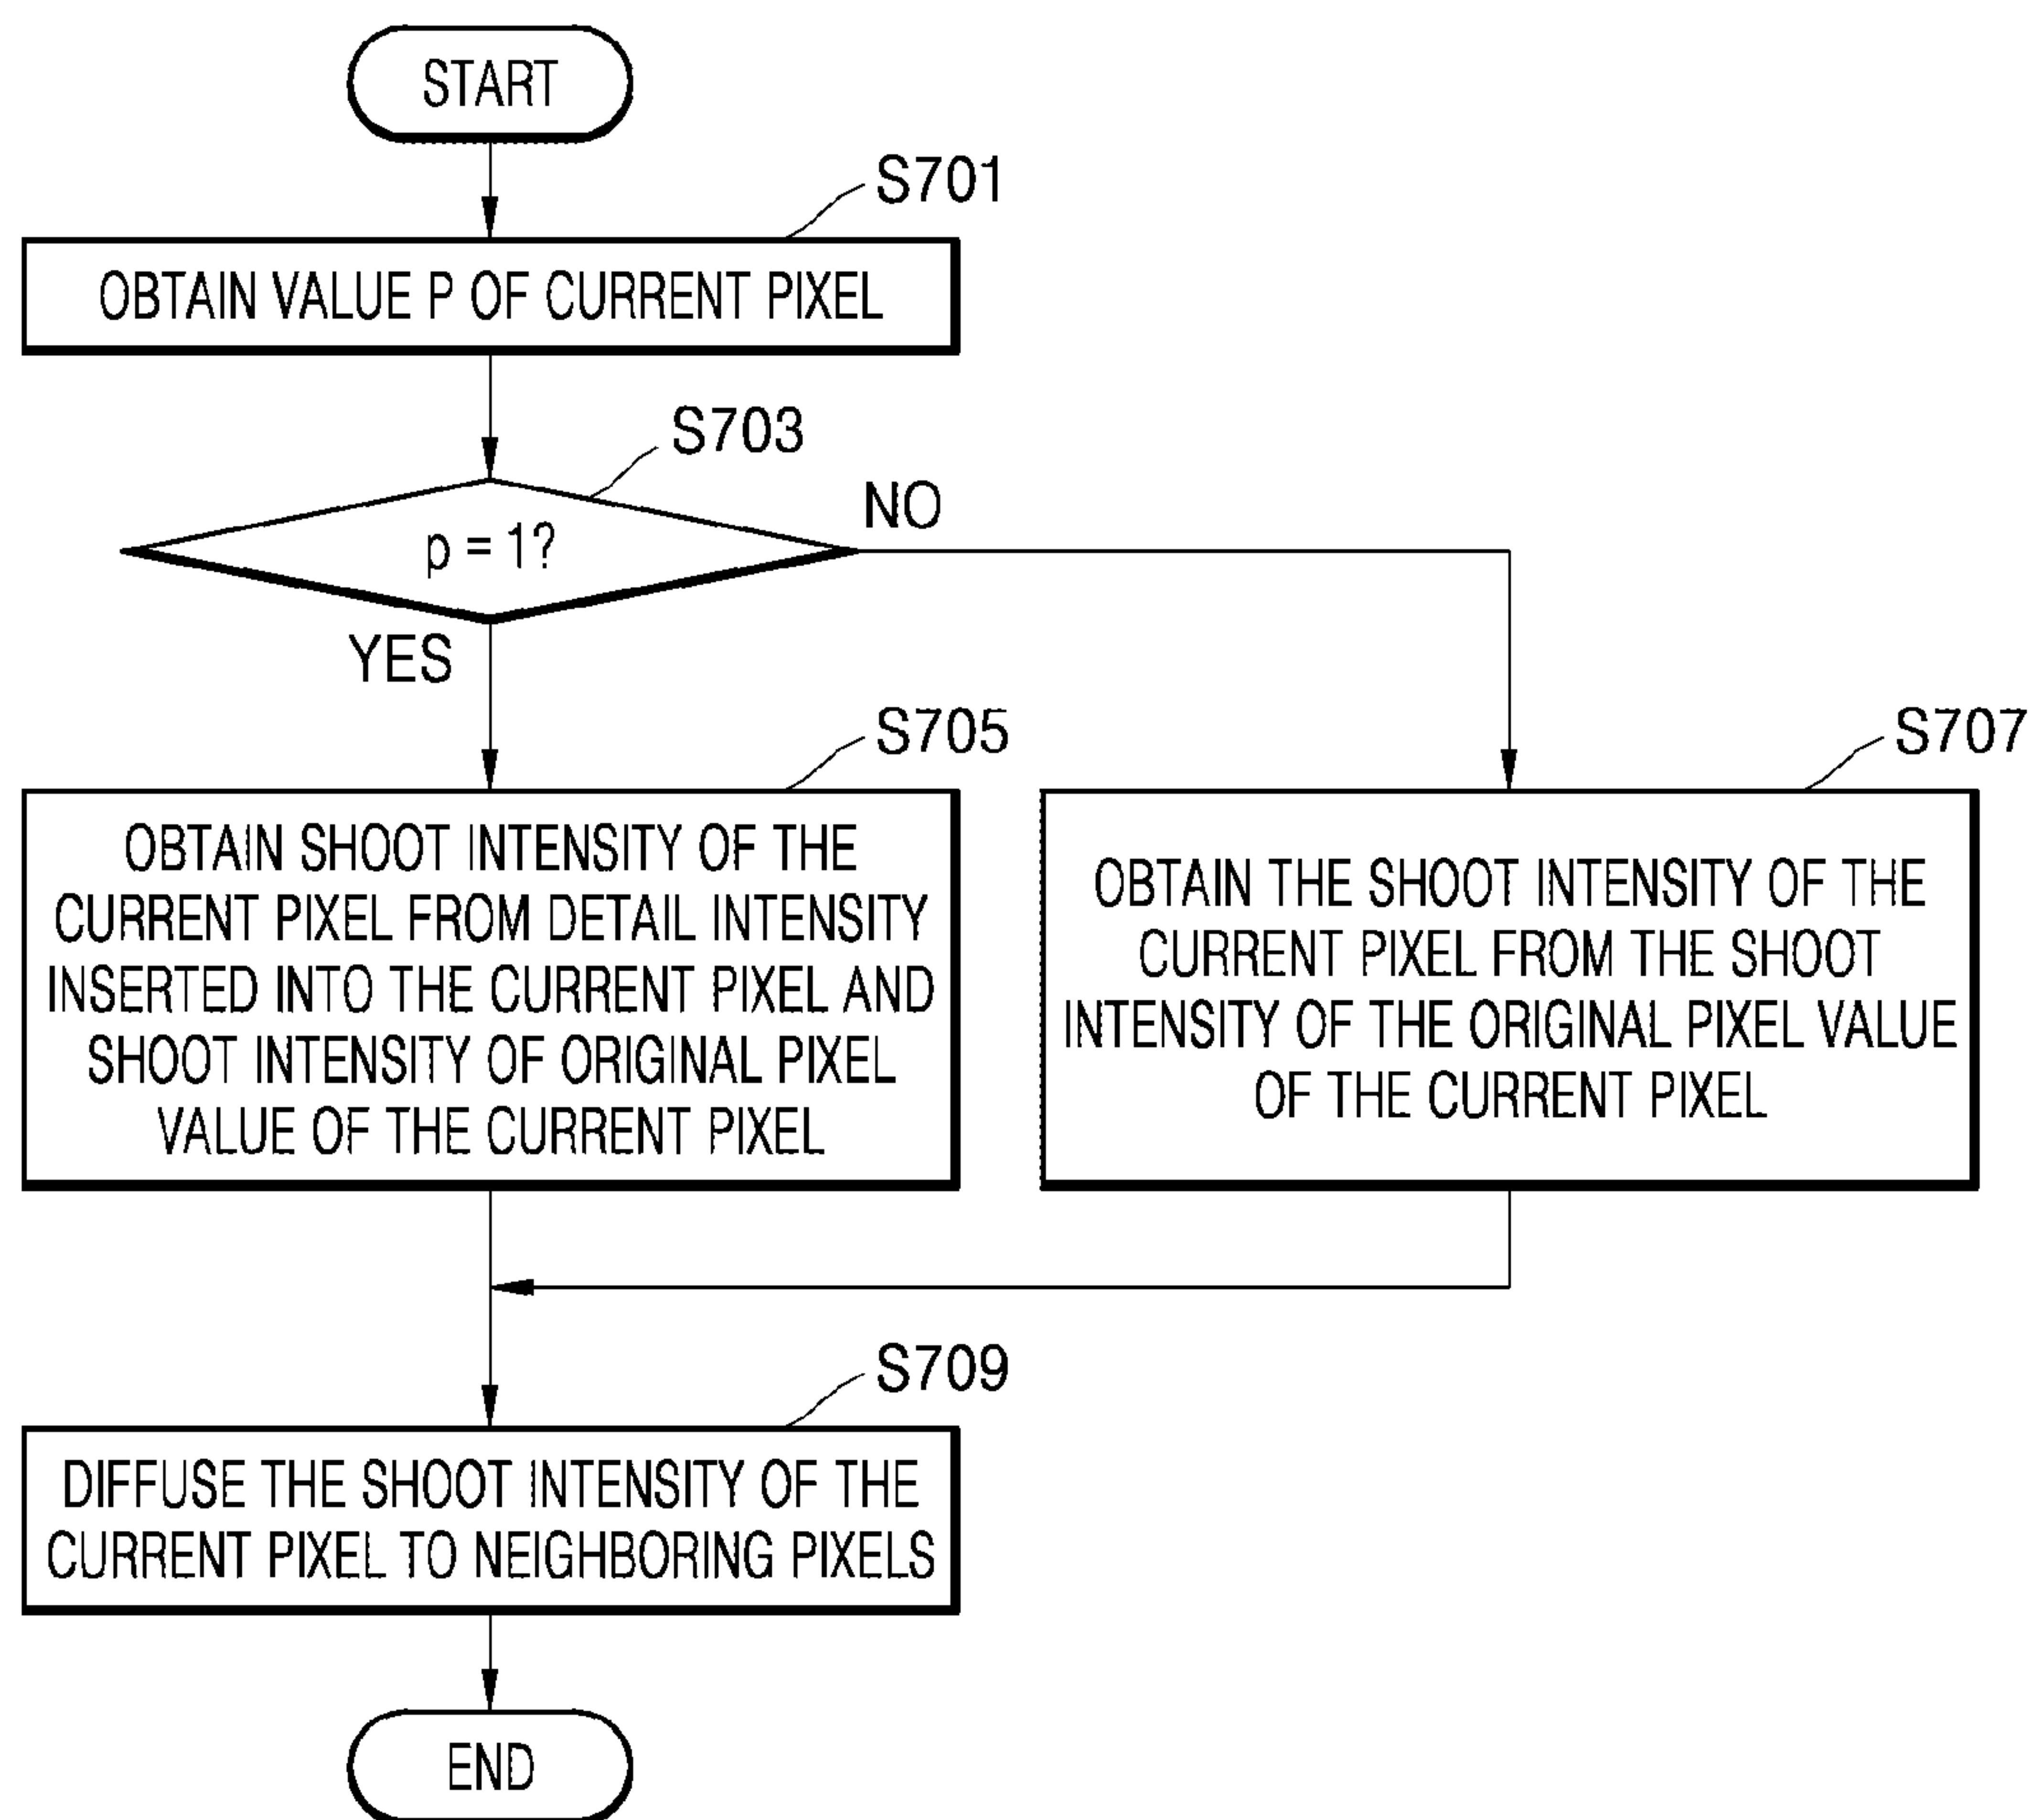 START
S701
OBTAIN VALUE P OF CURRENT PIXEL
S703
p = 1?
NO
YES
S705
OBTAIN SHOOT INTENSITY OF THE
CURRENT PIXEL FROM DETAIL INTENSITY
INSERTED INTO THE CURRENT PIXEL AND
SHOOT INTENSITY OF ORIGINAL PIXEL
VALUE OF THE CURRENT PIXEL
S707
OBTAIN THE SHOOT INTENSITY OF THE
CURRENT PIXEL FROM THE SHOOT
INTENSITY OF THE ORIGINAL PIXEL VALUE
OF THE CURRENT PIXEL
S709
DIFFUSE THE SHOOT INTENSITY OF THE
CURRENT PIXEL TO NEIGHBORING PIXELS
END